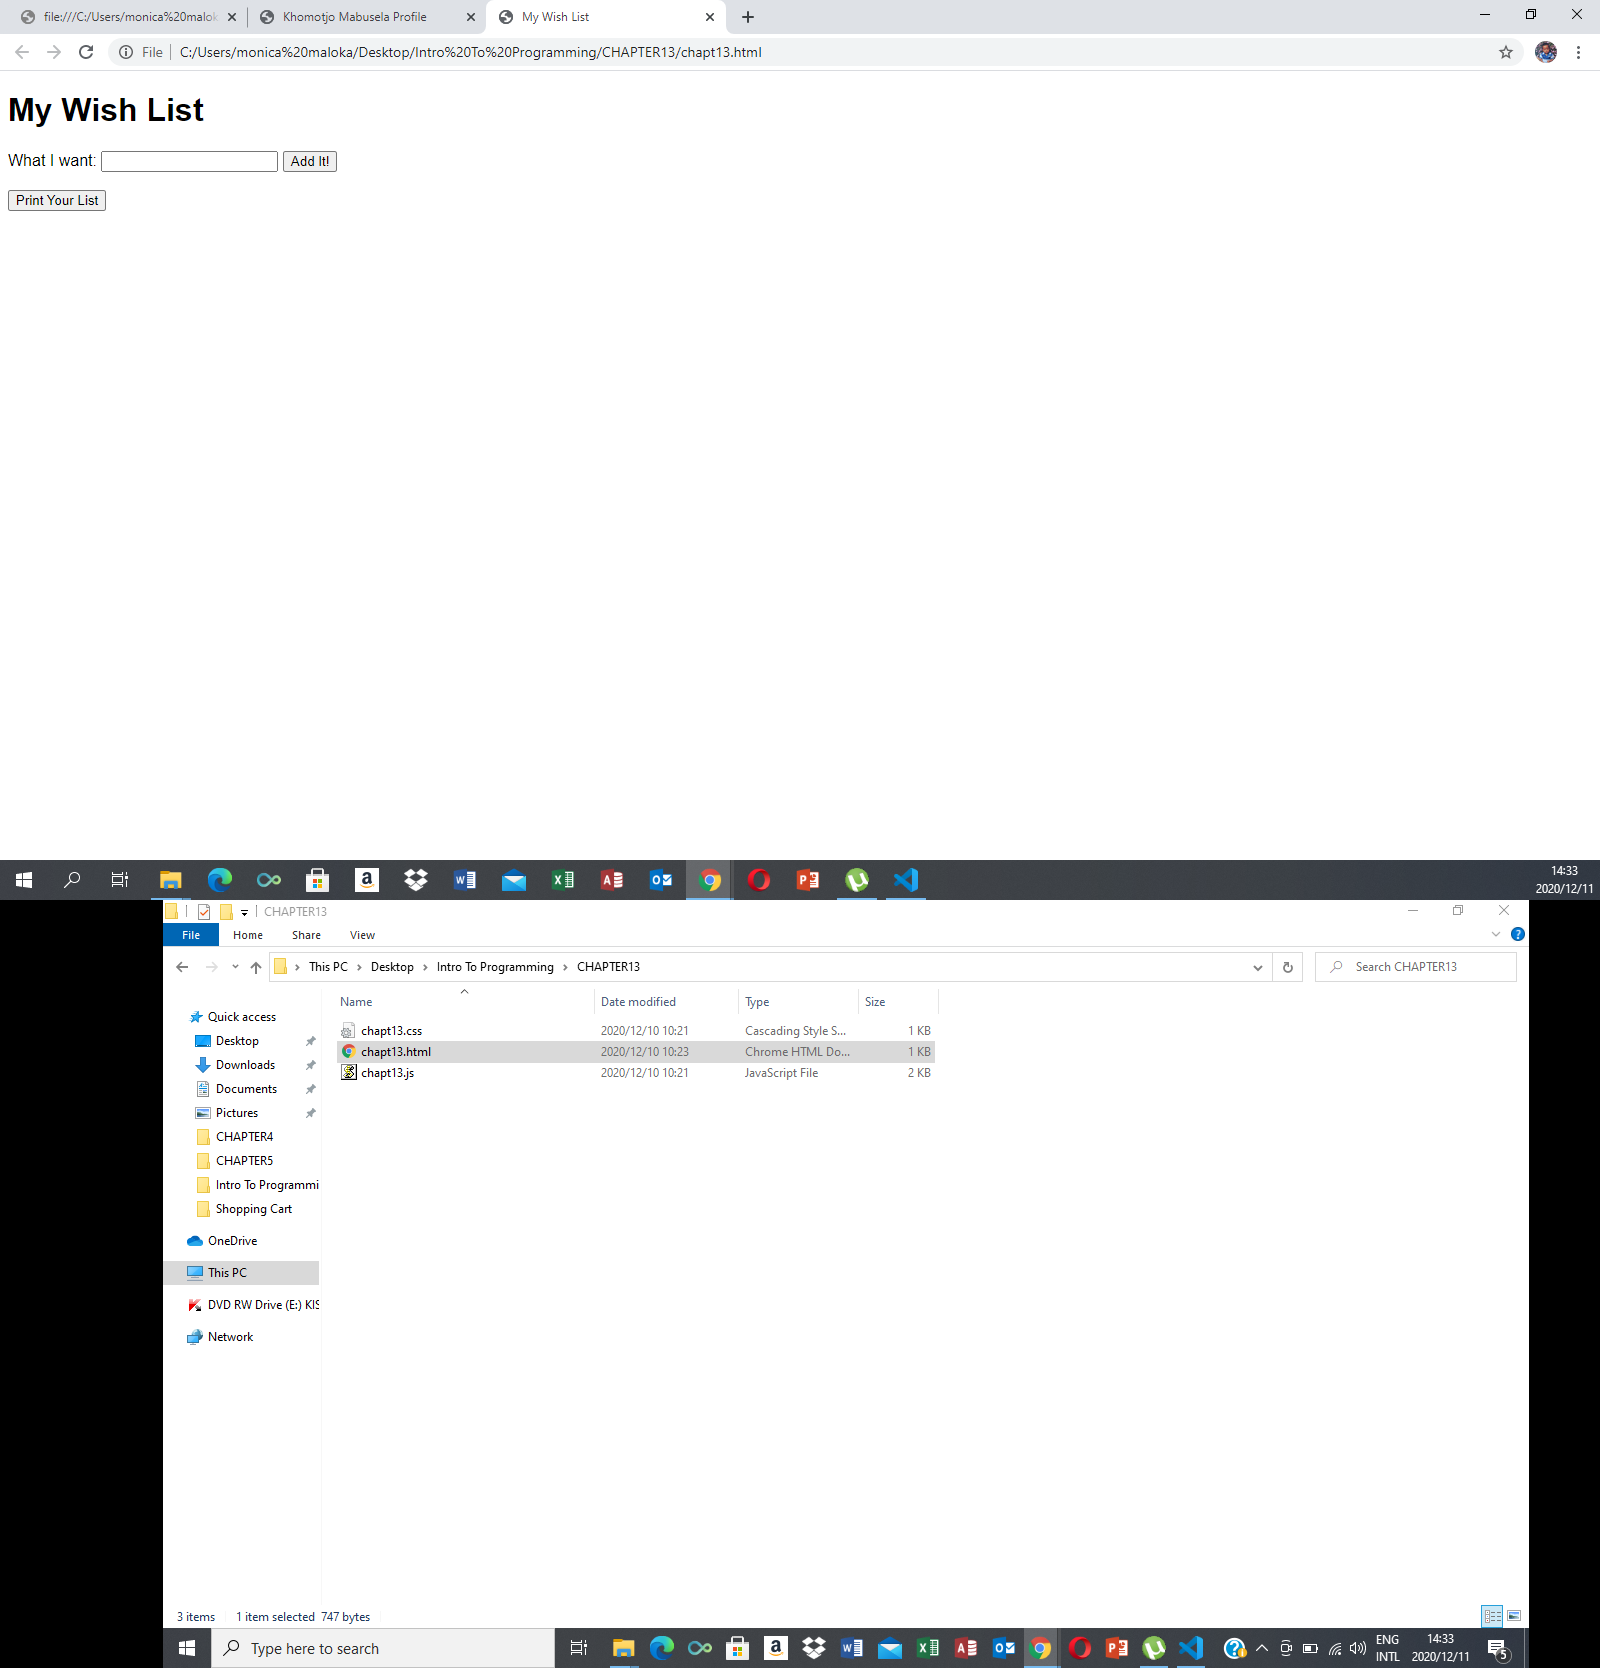 file:///C:/Users/monica%20malok
Khomotjo Mabusela Profile
My Wish List
File
C:/Users/monica%20maloka/Desktop/Intro%20To%20Programming/CHAPTER13/chapt13.html
My Wish List
What I want:
Add It!
Print Your List
14:33
2020/12/11
CHAPTER13
File Home Share View
This PC Desktop Intro To Programming CHAPTER13
Search CHAPTER13
Name Date modified Type Size
chapt13.css 2020/12/10 10:21 Cascading Style S... 1 KB
chapt13.html 2020/12/10 10:23 Chrome HTML Do... 1 KB
chapt13.js 2020/12/10 10:21 JavaScript File 2 KB
Quick access
Desktop
Downloads
Documents
Pictures
CHAPTER4
CHAPTER5
Intro To Programmi
Shopping Cart
OneDrive
This PC
DVD RW Drive (E:) KIS
Network
3 items 1 item selected 747 bytes
Type here to search
ENG
INTL
14:33
2020/12/11
5